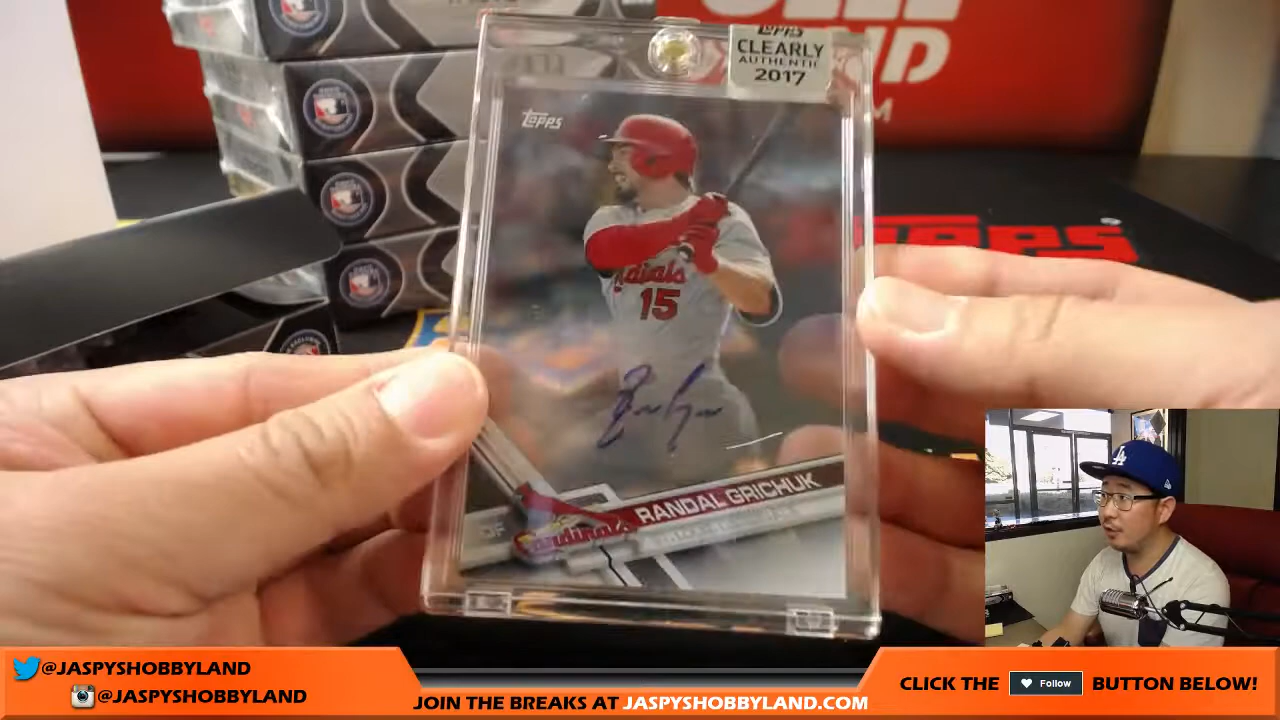 Topps
CLEARLY
AUTHENTIC
2017
Topps
15
RANDAL GRICHUK
OF
Cardinals
LA
@JASPYSHOBBYLAND
@JASPYSHOBBYLAND
JOIN THE BREAKS AT JASPYSHOBBYLAND.COM
CLICK THE Follow BUTTON BELOW!